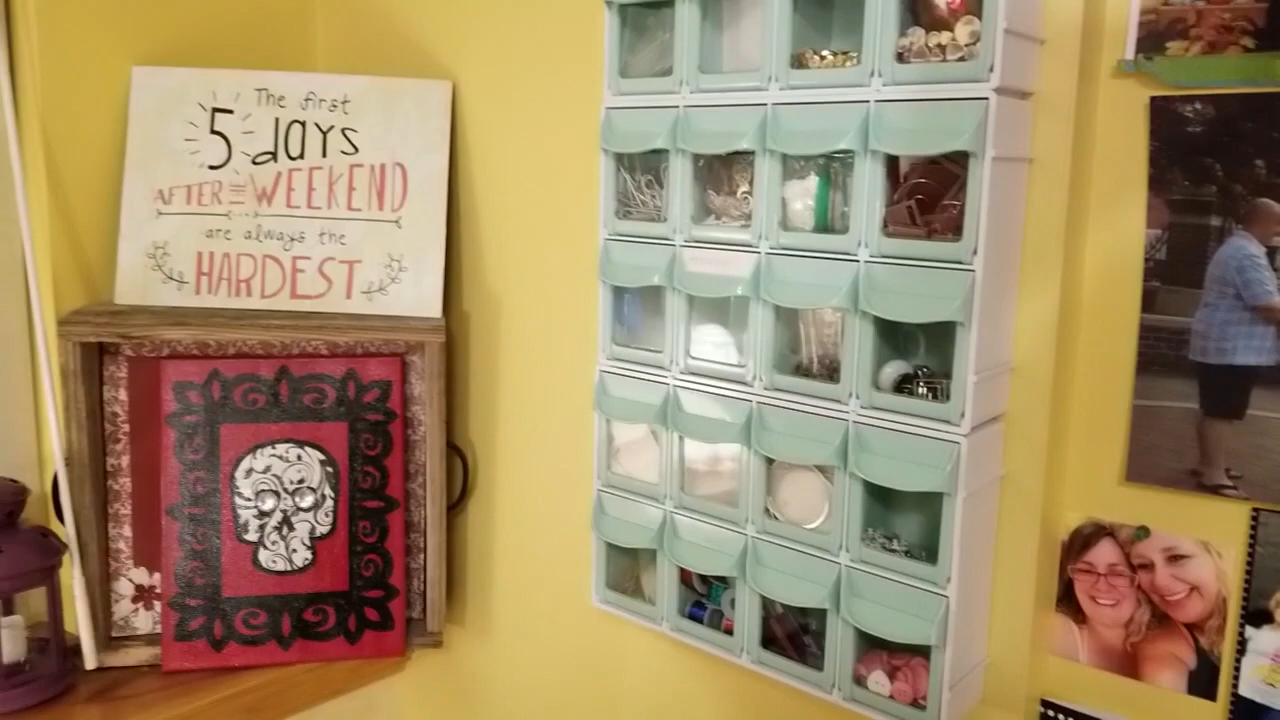 The first
5 days
AFTER THE WEEKEND
are always the
HARDEST